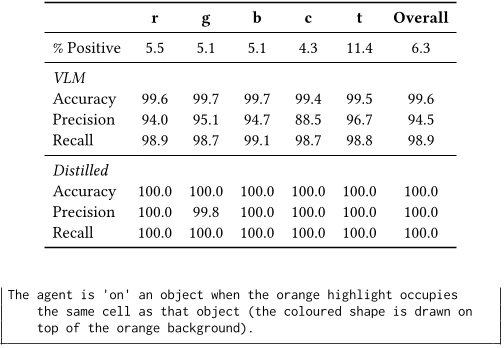 r g b c t Overall
% Positive 5.5 5.1 5.1 4.3 11.4 6.3
VLM
Accuracy 99.6 99.7 99.7 99.4 99.5 99.6
Precision 94.0 95.1 94.7 88.5 96.7 94.5
Recall 98.9 98.7 99.1 98.7 98.8 98.9
Distilled
Accuracy 100.0 100.0 100.0 100.0 100.0 100.0
Precision 100.0 99.8 100.0 100.0 100.0 100.0
Recall 100.0 100.0 100.0 100.0 100.0 100.0
The agent is 'on' an object when the orange highlight occupies
the same cell as that object (the coloured shape is drawn on
top of the orange background).